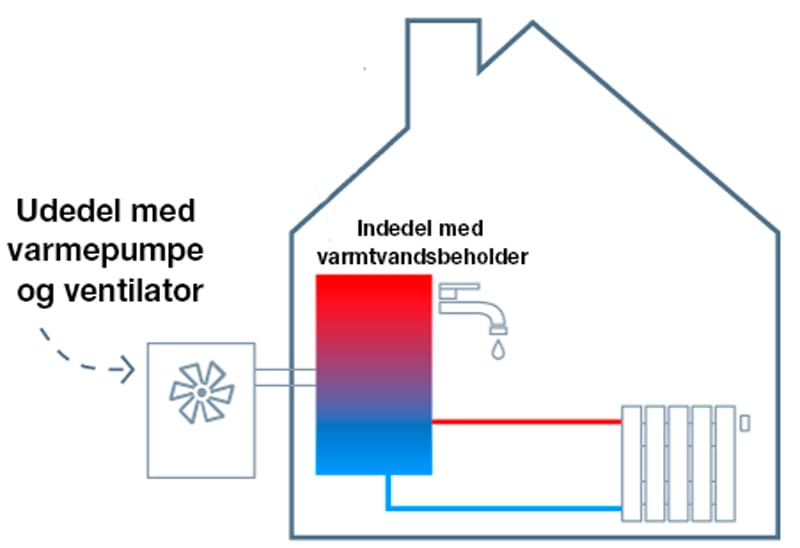 Udedel med
varmepumpe
og ventilator
Indedel med
varmtvandsbeholder